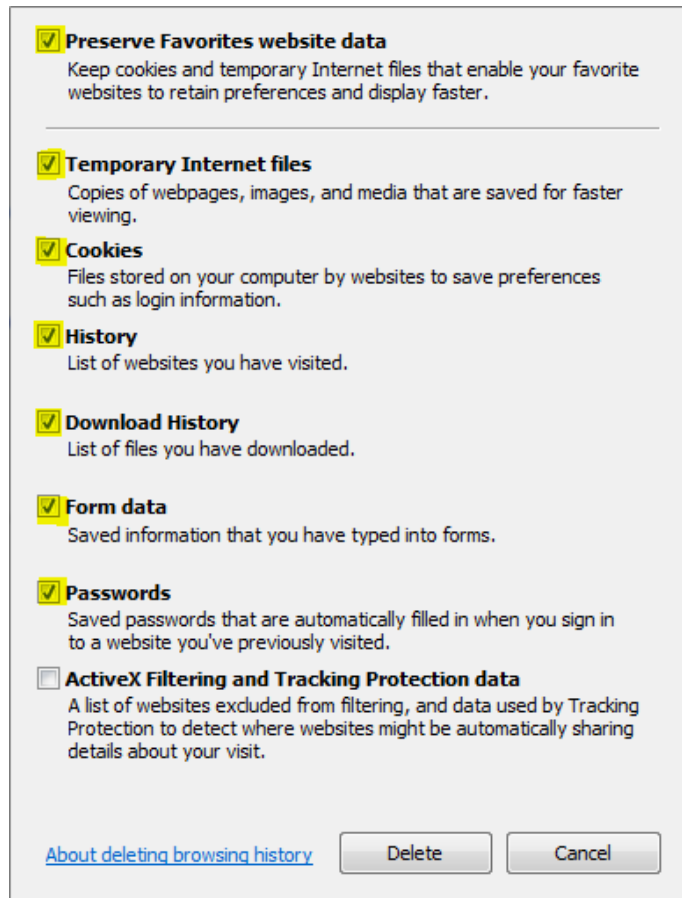 Preserve Favorites website data
Keep cookies and temporary Internet files that enable your favorite
websites to retain preferences and display faster.
Temporary Internet files
Copies of webpages, images, and media that are saved for faster
viewing.
Cookies
Files stored on your computer by websites to save preferences
such as login information.
History
List of websites you have visited.
Download History
List of files you have downloaded.
Form data
Saved information that you have typed into forms.
Passwords
Saved passwords that are automatically filled in when you sign in
to a website you've previously visited.
ActiveX Filtering and Tracking Protection data
A list of websites excluded from filtering, and data used by Tracking
Protection to detect where websites might be automatically sharing
details about your visit.
About deleting browsing history Delete Cancel